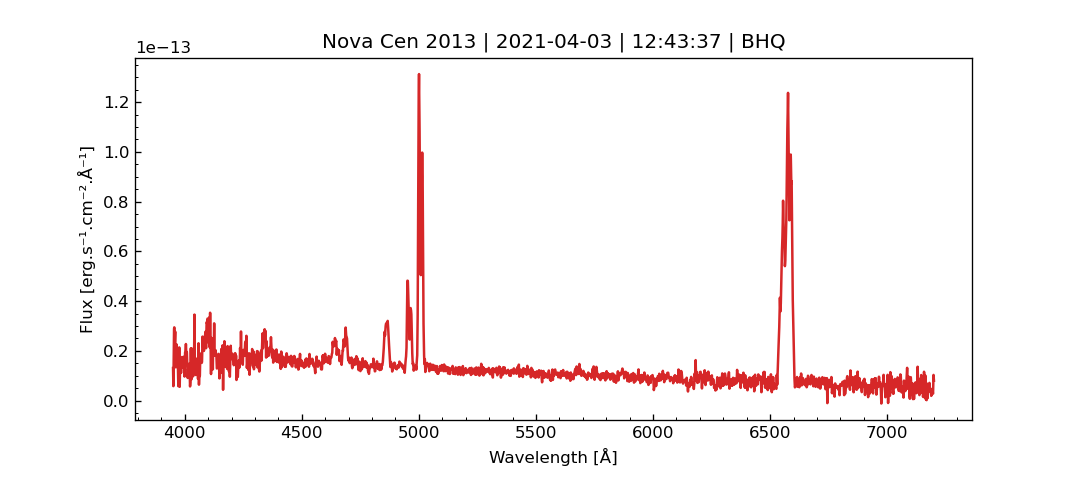 Nova Cen 2013 | 2021-04-03 | 12:43:37 | BHQ
1e−13
1.2
1.0
0.8
0.6
0.4
0.2
0.0
Flux [erg.s⁻¹.cm⁻².Å⁻¹]
4000 4500 5000 5500 6000 6500 7000
Wavelength [Å]